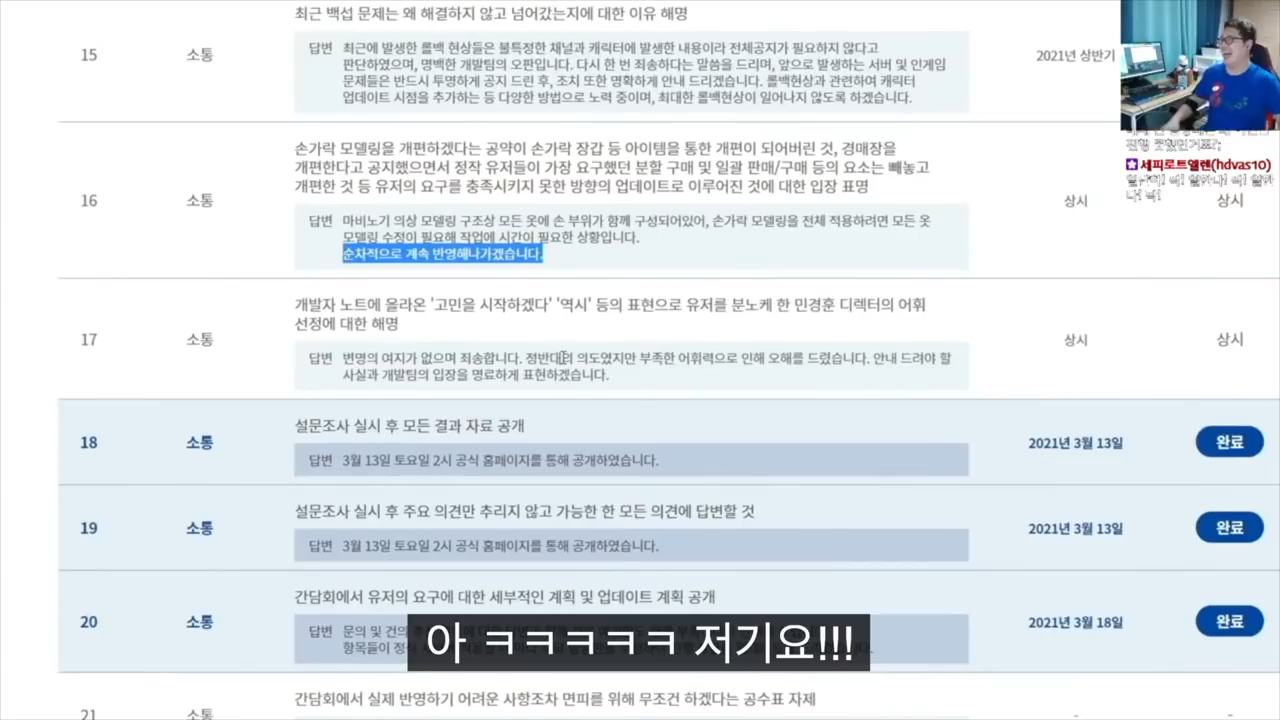 최근 백섭 문제는 왜 해결하지 않고 넘어갔는지에 대한 이유 해명
15
소통
답변 최근에 발생한 롤백 현상들은 불특정한 채널과 캐릭터에 발생한 내용이라 전체공지가 필요하지 않다고
판단하였으며, 명백한 개발팀의 오판입니다. 다시 한 번 죄송하다는 말씀을 드리며, 앞으로 발생하는 서버 및 인게임
문제들은 반드시 투명하게 공지 드린 후, 조치 또한 명확하게 안내 드리겠습니다. 롤백현상과 관련하여 캐릭터
업데이트 시점을 추가하는 등 다양한 방법으로 노력 중이며, 최대한 롤백현상이 일어나지 않도록 하겠습니다.
2021년 상반기
세피로트엘렌(hdvas10)
손가락 모델링을 개편하겠다는 공약이 손가락 장갑 등 아이템을 통한 개편이 되어버린 것, 경매장을
개편한다고 공지했으면서 정작 유저들이 가장 요구했던 분할 구매 및 일괄 판매/구매 등의 요소는 빼놓고
개편한 것 등 유저의 요구를 충족시키지 못한 방향의 업데이트로 이루어진 것에 대한 입장 표명
16
소통
답변 마비노기 의상 모델링 구조상 모든 옷에 손 부위가 함께 구성되어있어, 손가락 모델링을 전체 적용하려면 모든 옷
모델링 수정이 필요해 작업에 시간이 필요한 상황입니다.
순차적으로 계속 반영해나가겠습니다.
상시
상시
개발자 노트에 올라온 '고민을 시작하겠다' '역시' 등의 표현으로 유저를 분노케 한 민경훈 디렉터의 어휘
선정에 대한 해명
17
소통
답변 변명의 여지가 없으며 죄송합니다. 정반대의 의도였지만 부족한 어휘력으로 인해 오해를 드렸습니다. 안내 드려야 할
사실과 개발팀의 입장을 명료하게 표현하겠습니다.
상시
상시
설문조사 실시 후 모든 결과 자료 공개
18
소통
답변 3월 13일 토요일 2시 공식 홈페이지를 통해 공개하였습니다.
2021년 3월 13일
완료
설문조사 실시 후 주요 의견만 추리지 않고 가능한 한 모든 의견에 답변할 것
19
소통
답변 3월 13일 토요일 2시 공식 홈페이지를 통해 공개하였습니다.
2021년 3월 13일
완료
간담회에서 유저의 요구에 대한 세부적인 계획 및 업데이트 계획 공개
20
소통
답변 문의 및 건의
항목들이 정식
2021년 3월 18일
완료
아 ㅋㅋㅋㅋㅋ 저기요!!!
간담회에서 실제 반영하기 어려운 사항조차 면피를 위해 무조건 하겠다는 공수표 자제
21
소통